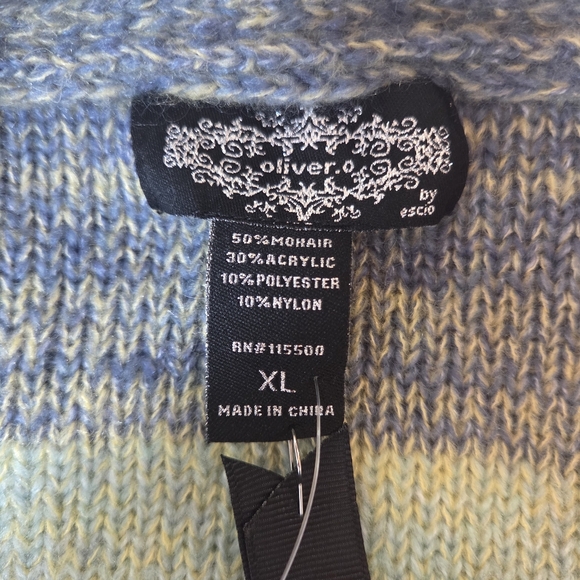 oliver.o
by
escio
50%MOHAIR
30%ACRYLIC
10%POLYESTER
10%NYLON
RN#115500
XL
MADE IN CHINA